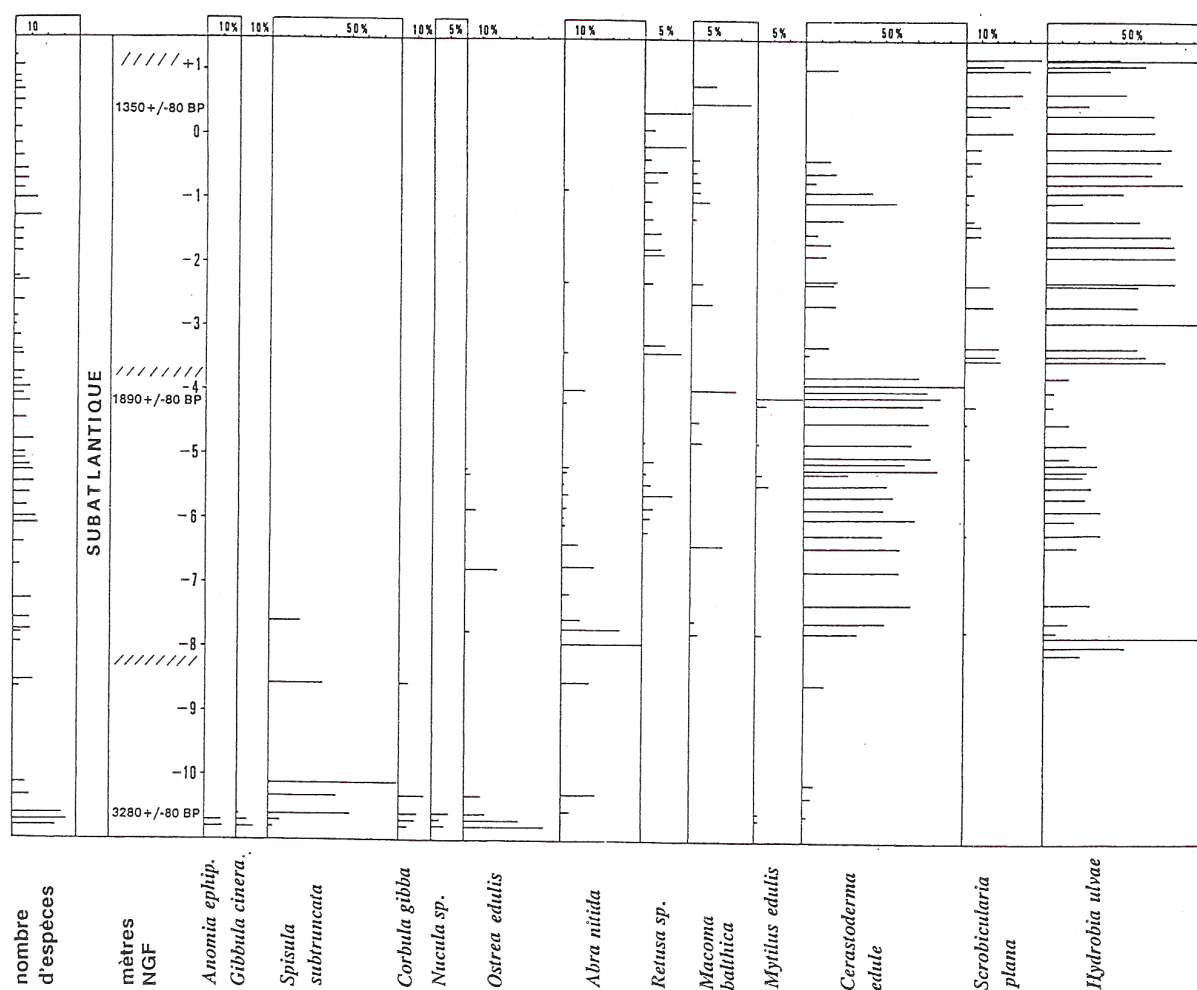 10
10%
10%
50%
10%
5%
10%
10%
5%
5%
5%
50%
10%
50%
+1
1350+/-80 BP
0
-1
-2
-3
-4
1890+/-80 BP
-5
SUBATLANTIQUE
-6
-7
-8
-9
-10
3280+/-80 BP
nombre
d'espèces
mètres
NGF
Anomia ephip.
Gibbula cinera.
Spisula
subtruncata
Corbula gibba
Nucula sp.
Ostrea edulis
Abra nitida
Retusa sp.
Macoma
balthica
Mytilus edulis
Cerastoderma
edule
Scrobicularia
plana
Hydrobia ulvae